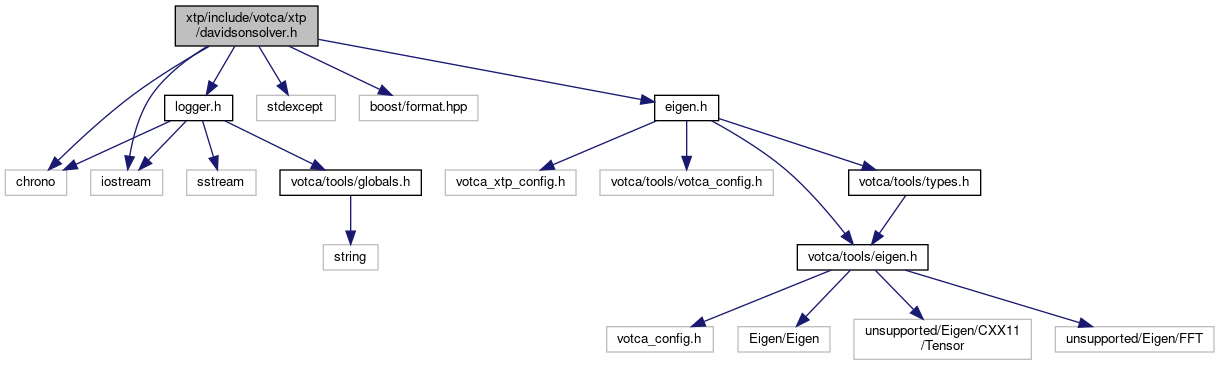 xtp/include/votca/xtp
/davidsonsolver.h
logger.h
stdexcept
boost/format.hpp
eigen.h
chrono
iostream
sstream
votca/tools/globals.h
votca_xtp_config.h
votca/tools/votca_config.h
votca/tools/types.h
string
votca/tools/eigen.h
votca_config.h
Eigen/Eigen
unsupported/Eigen/CXX11
/Tensor
unsupported/Eigen/FFT